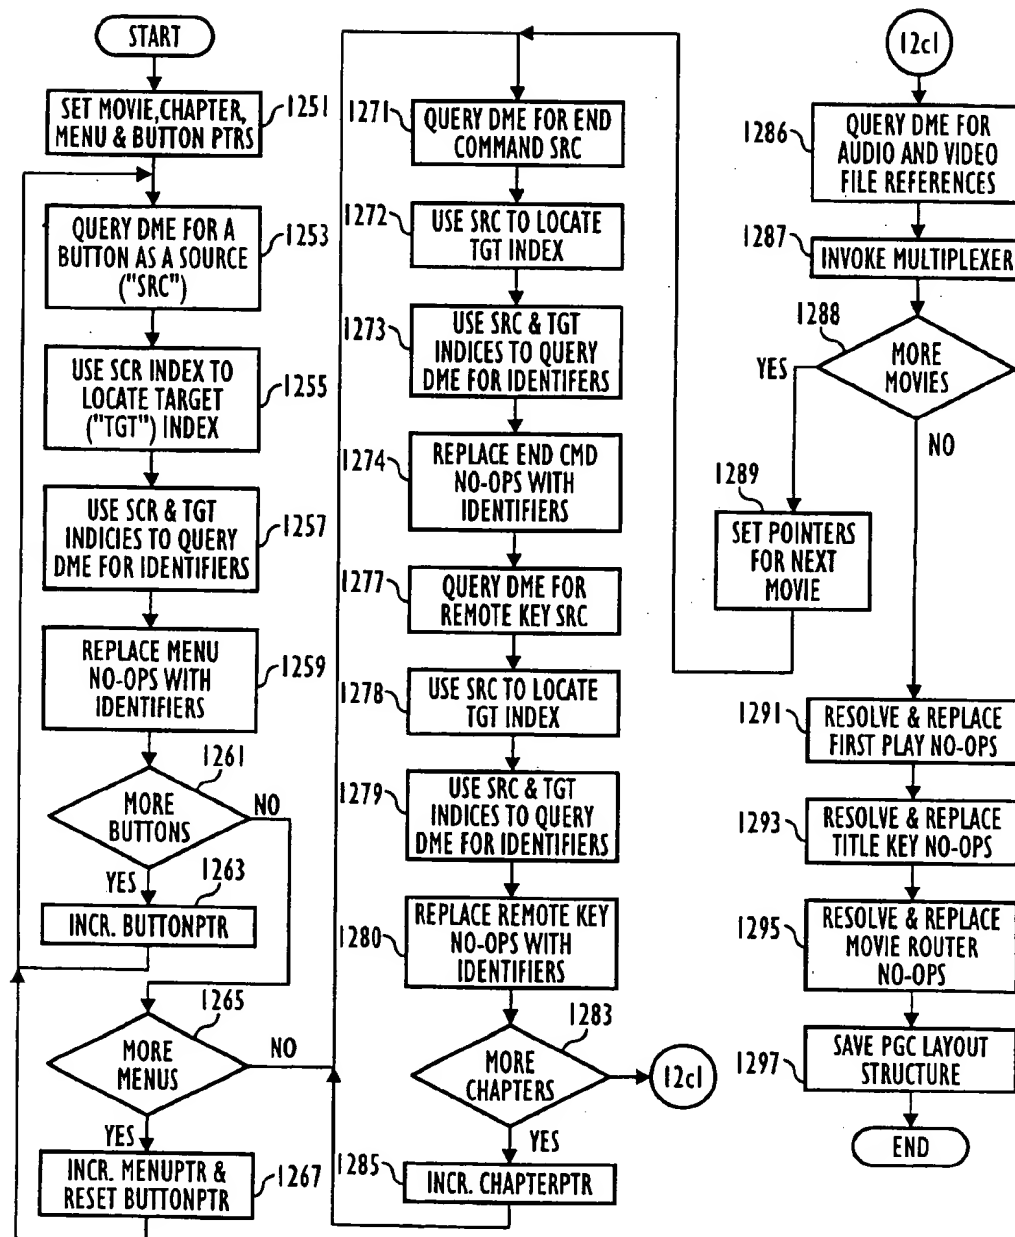 START
SET MOVIE,CHAPTER,
MENU & BUTTON PTRS
1251
QUERY DME FOR A
BUTTON AS A SOURCE
("SRC")
1253
USE SCR INDEX TO
LOCATE TARGET
("TGT") INDEX
1255
USE SCR & TGT
INDICIES TO QUERY
DME FOR IDENTIFIERS
1257
REPLACE MENU
NO-OPS WITH
IDENTIFIERS
1259
1261
MORE
BUTTONS
NO
YES
1263
INCR. BUTTONPTR
1265
MORE
MENUS
NO
YES
INCR. MENUPTR &
RESET BUTTONPTR
1267
1271
QUERY DME FOR END
COMMAND SRC
1272
USE SRC TO LOCATE
TGT INDEX
1273
USE SRC & TGT
INDICES TO QUERY
DME FOR IDENTIFERS
1274
REPLACE END CMD
NO-OPS WITH
IDENTIFIERS
1277
QUERY DME FOR
REMOTE KEY SRC
1278
USE SRC TO LOCATE
TGT INDEX
1279
USE SRC & TGT
INDICES TO QUERY
DME FOR IDENTIFIERS
1280
REPLACE REMOTE KEY
NO-OPS WITH
IDENTIFIERS
1283
MORE
CHAPTERS
12cl
YES
1285
INCR. CHAPTERPTR
12cl
1286
QUERY DME FOR
AUDIO AND VIDEO
FILE REFERENCES
1287
INVOKE MULTIPLEXER
1288
MORE
MOVIES
YES
NO
1289
SET POINTERS
FOR NEXT
MOVIE
1291
RESOLVE & REPLACE
FIRST PLAY NO-OPS
1293
RESOLVE & REPLACE
TITLE KEY NO-OPS
1295
RESOLVE & REPLACE
MOVIE ROUTER
NO-OPS
1297
SAVE PGC LAYOUT
STRUCTURE
END